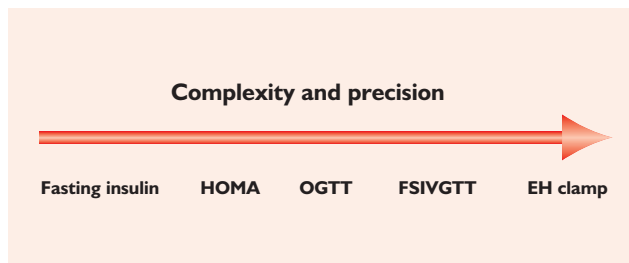 Complexity and precision
Fasting insulin HOMA OGTT FSIVGTT EH clamp